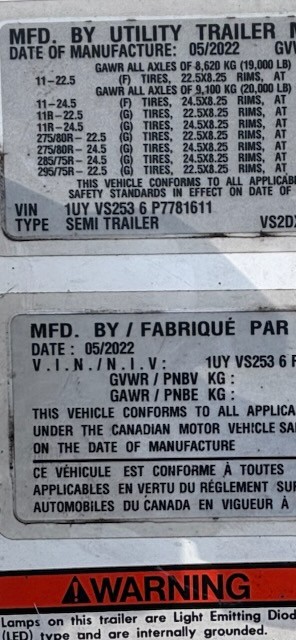 MFD. BY UTILITY TRAILER M
DATE OF MANUFACTURE: 05/2022 GV
GAWR ALL AXLES OF 8,620 KG (19,000 LB)
11-22.5 (F) TIRES, 22.5X8.25 RIMS, AT
GAWR ALL AXLES OF 9,100 KG (20,000 LB)
11-24.5 (F) TIRES, 24.5X8.25 RIMS, AT
11R-22.5 (G) TIRES, 22.5X8.25 RIMS, AT
11R-24.5 (G) TIRES, 24.5X8.25 RIMS, AT
275/80R-22.5 (G) TIRES, 22.5X8.25 RIMS, AT
275/80R-24.5 (G) TIRES, 24.5X8.25 RIMS, AT
285/75R-24.5 (G) TIRES, 24.5X8.25 RIMS, AT
295/75R-22.5 (G) TIRES, 22.5X8.25 RIMS, AT
THIS VEHICLE CONFORMS TO ALL APPLICAB
SAFETY STANDARDS IN EFFECT ON DATE OF
VIN 1UY VS253 6 P7781611
TYPE SEMI TRAILER VS2D
MFD. BY / FABRIQUÉ PAR
DATE : 05/2022
V.I.N./N.I.V: 1UY VS253 6
GVWR / PNBV KG :
GAWR / PNBE KG :
THIS VEHICLE CONFORMS TO ALL APPLICA
UNDER THE CANADIAN MOTOR VEHICLE SA
ON THE DATE OF MANUFACTURE
CE VÉHICULE EST CONFORME À TOUTES
APPLICABLES EN VERTU DU RÉGLEMENT SU
AUTOMOBILES DU CANADA EN VIGUEUR À
WARNING
Lamps on this trailer are Light Emitting Diod
(LED) type and are internally grounded.